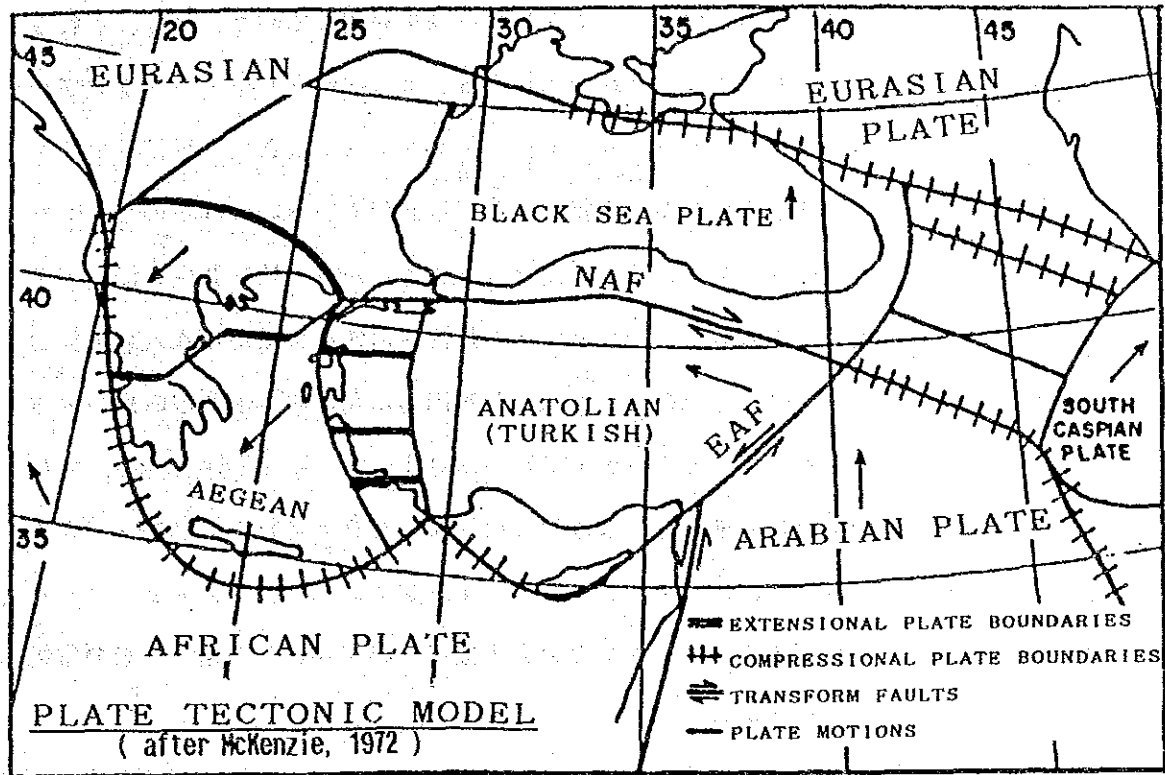 20
25
30
35
40
45
45
EURASIAN
EURASIAN
PLATE
BLACK SEA PLATE
NAF
40
ANATOLIAN
(TURKISH)
EAF
SOUTH
CASPIAN
PLATE
AEGEAN
35
ARABIAN PLATE
AFRICAN PLATE
EXTENSIONAL PLATE BOUNDARIES
COMPRESSIONAL PLATE BOUNDARIES
TRANSFORM FAULTS
PLATE MOTIONS
PLATE TECTONIC MODEL
( after McKenzie, 1972 )